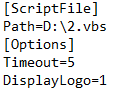 [ScriptFile]
Path=D:\2.vbs
[Options]
Timeout=5
DisplayLogo=1